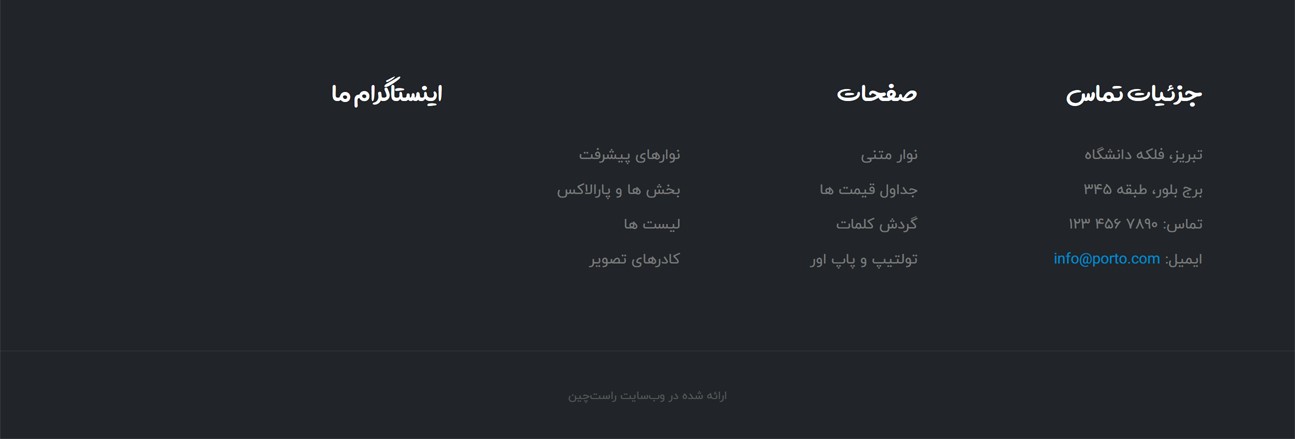 جزئیات تماس
تبریز، فلکه دانشگاه
برج بلور، طبقه ۳۴۵
تماس: ۷۸۹۰ ۴۵۶ ۱۲۳
ایمیل: info@porto.com
صفحات
نوار متنی
جداول قیمت ها
گردش کلمات
تولتیپ و پاپ اور
نوارهای پیشرفت
بخش ها و پارالاکس
لیست ها
کادرهای تصویر
اینستاگرام ما
ارائه شده در وب‌سایت راست‌چین